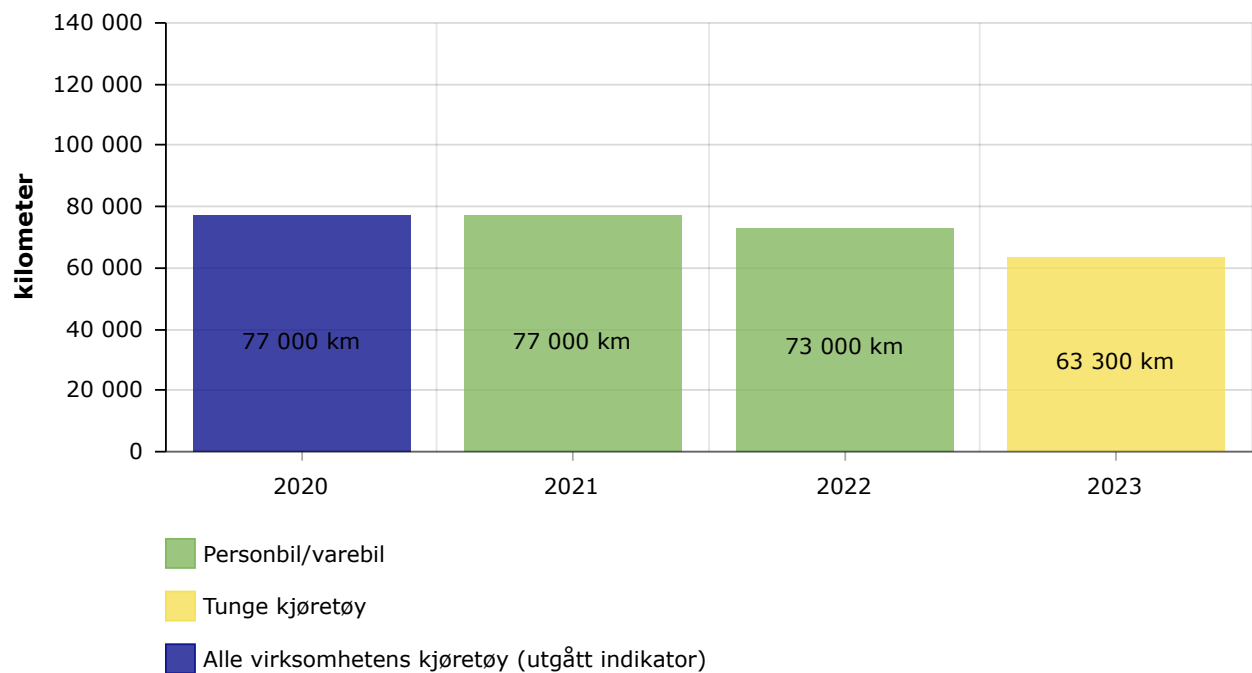 140 000
120 000
100 000
80 000
60 000
40 000
20 000
0
kilometer
77 000 km
77 000 km
73 000 km
63 300 km
2020
2021
2022
2023
Personbil/varebil
Tunge kjøretøy
Alle virksomhetens kjøretøy (utgått indikator)